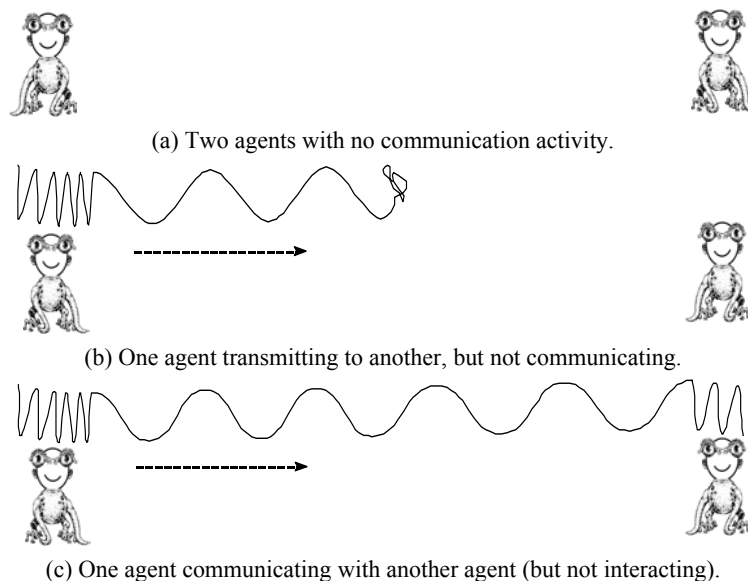 (a) Two agents with no communication activity.
(b) One agent transmitting to another, but not communicating.
(c) One agent communicating with another agent (but not interacting).